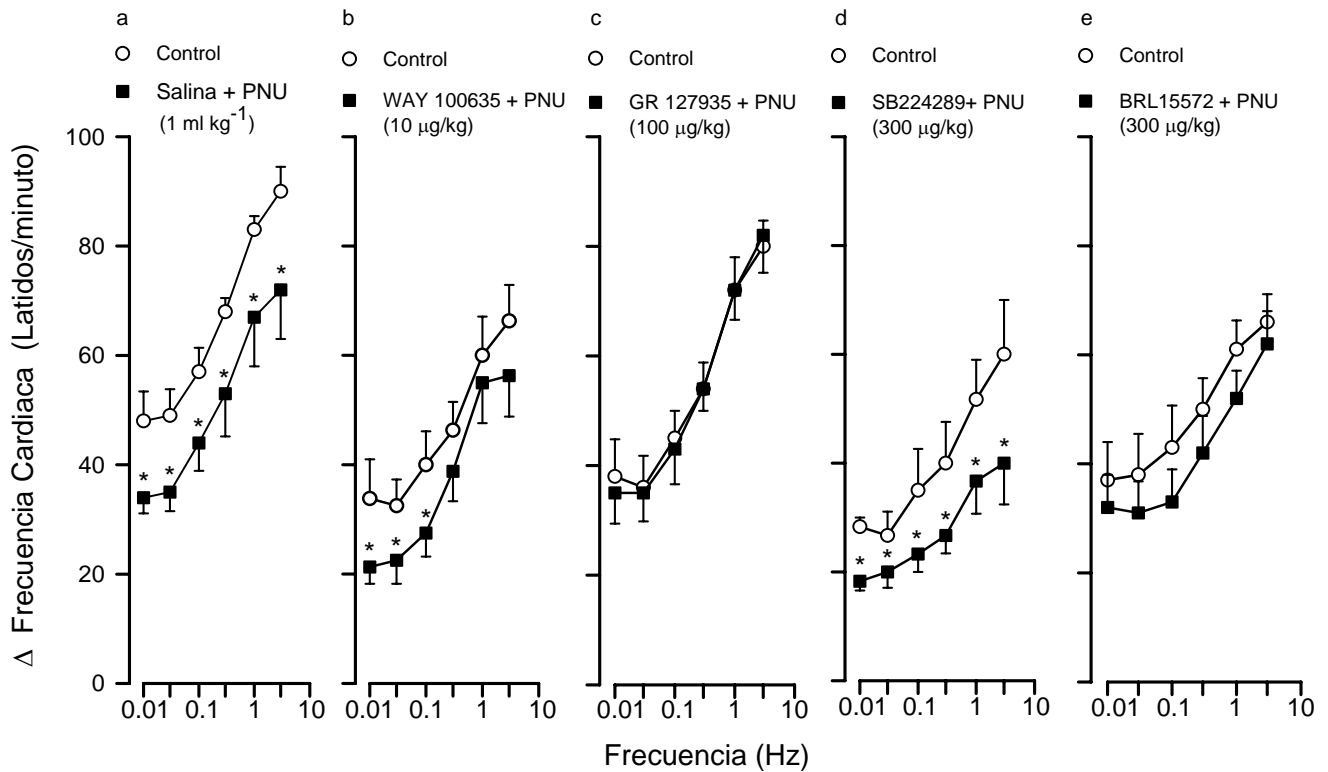 a
Control
Salina + PNU
(1 ml kg⁻¹)
b
Control
WAY 100635 + PNU
(10 μg/kg)
c
Control
GR 127935 + PNU
(100 μg/kg)
d
Control
SB224289+ PNU
(300 μg/kg)
e
Control
BRL15572 + PNU
(300 μg/kg)
Δ Frecuencia Cardiaca (Latidos/minuto)
100
80
60
40
20
0
* * * * * *
* * *
* * * * * *
0.01 0.1 1 10
0.01 0.1 1 10
0.01 0.1 1 10
0.01 0.1 1 10
0.01 0.1 1 10
Frecuencia (Hz)